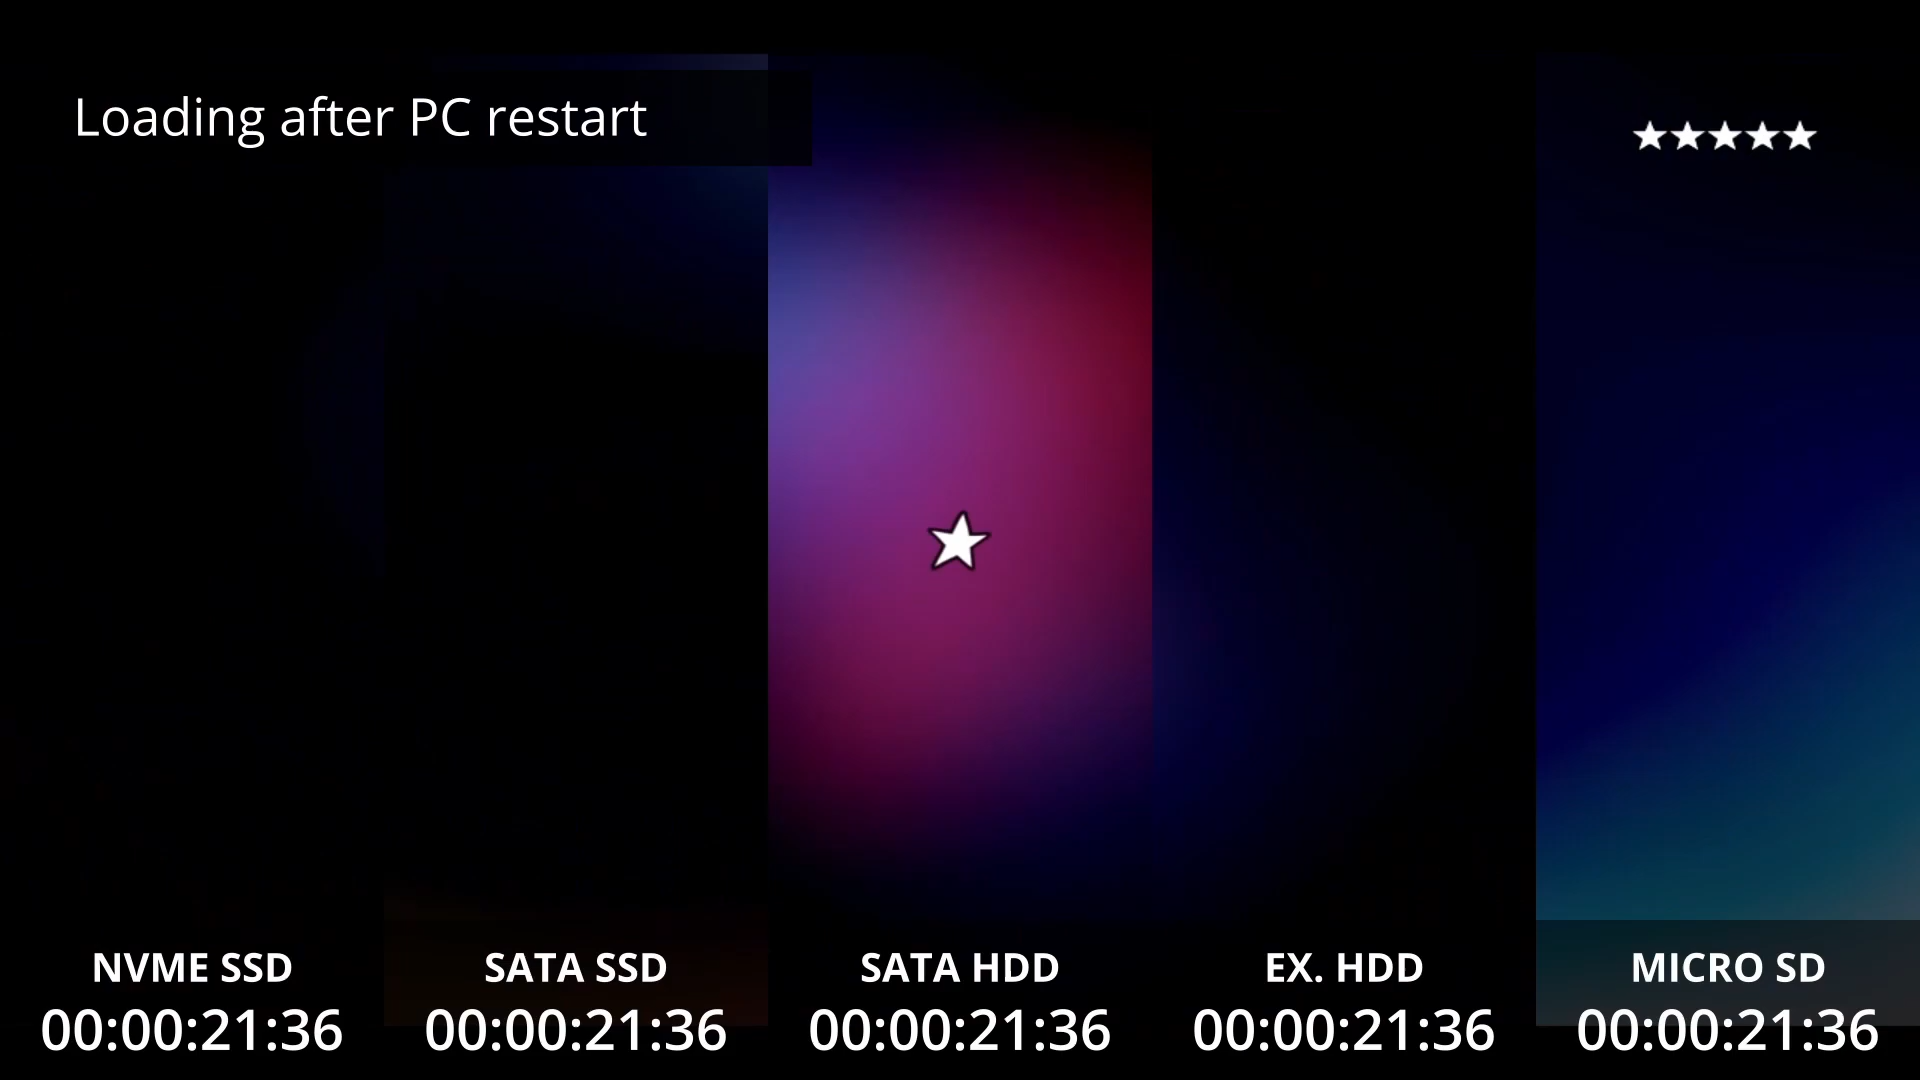 Loading after PC restart
NVME SSD
00:00:21:36
SATA SSD
00:00:21:36
SATA HDD
00:00:21:36
EX. HDD
00:00:21:36
MICRO SD
00:00:21:36